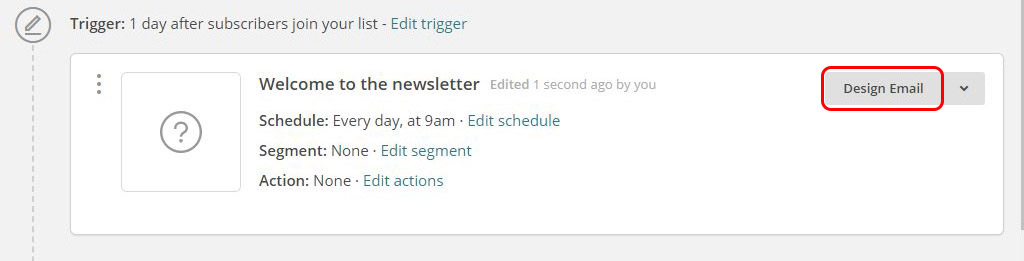 Trigger: 1 day after subscribers join your list - Edit trigger
Welcome to the newsletter Edited 1 second ago by you
Design Email
Schedule: Every day, at 9am · Edit schedule
Segment: None · Edit segment
Action: None · Edit actions
?